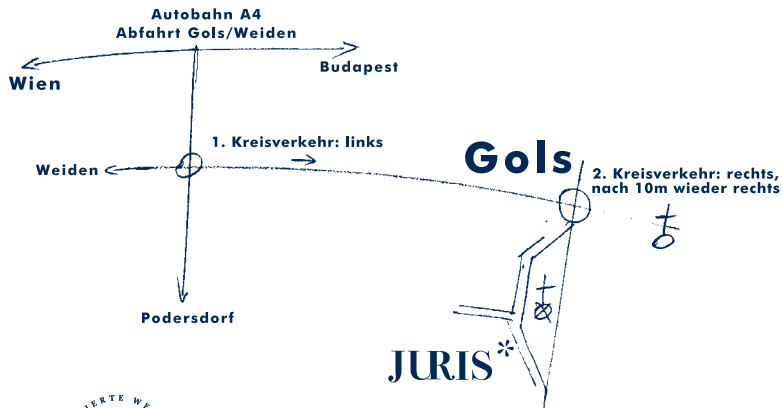 Autobahn A4
Abfahrt Gols/Weiden
Budapest
Wien
1. Kreisverkehr: links
Weiden
Gols
2. Kreisverkehr: rechts,
nach 10m wieder rechts
Podersdorf
JURIS*